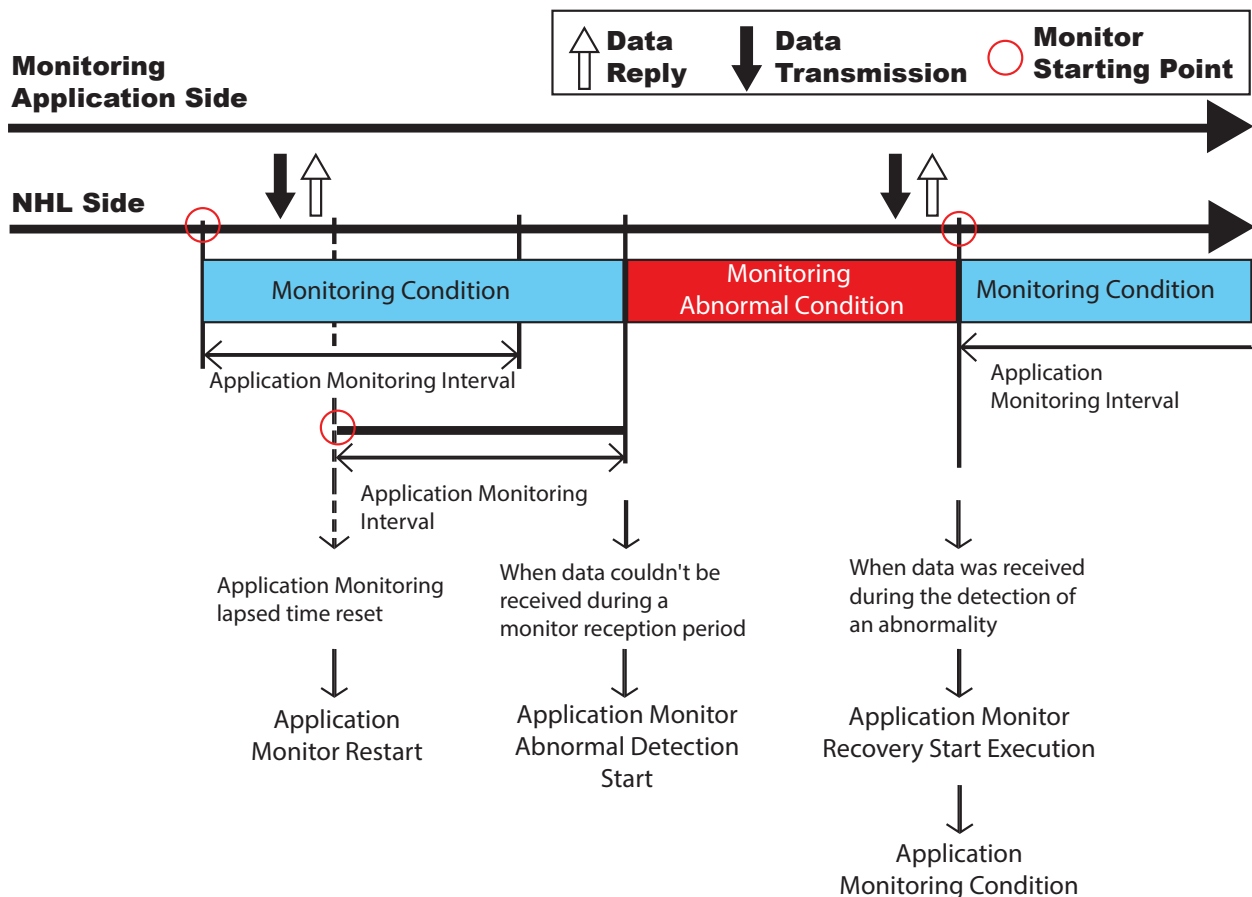 Data
Reply
Data
Transmission
Monitor
Starting Point
Monitoring
Application Side
NHL Side
Monitoring Condition
Monitoring
Abnormal Condition
Monitoring Condition
Application Monitoring Interval
Application
Monitoring Interval
Application Monitoring
Interval
Application Monitoring
lapsed time reset
When data couldn't be
received during a
monitor reception period
When data was received
during the detection of
an abnormality
Application
Monitor Restart
Application Monitor
Abnormal Detection
Start
Application Monitor
Recovery Start Execution
Application
Monitoring Condition